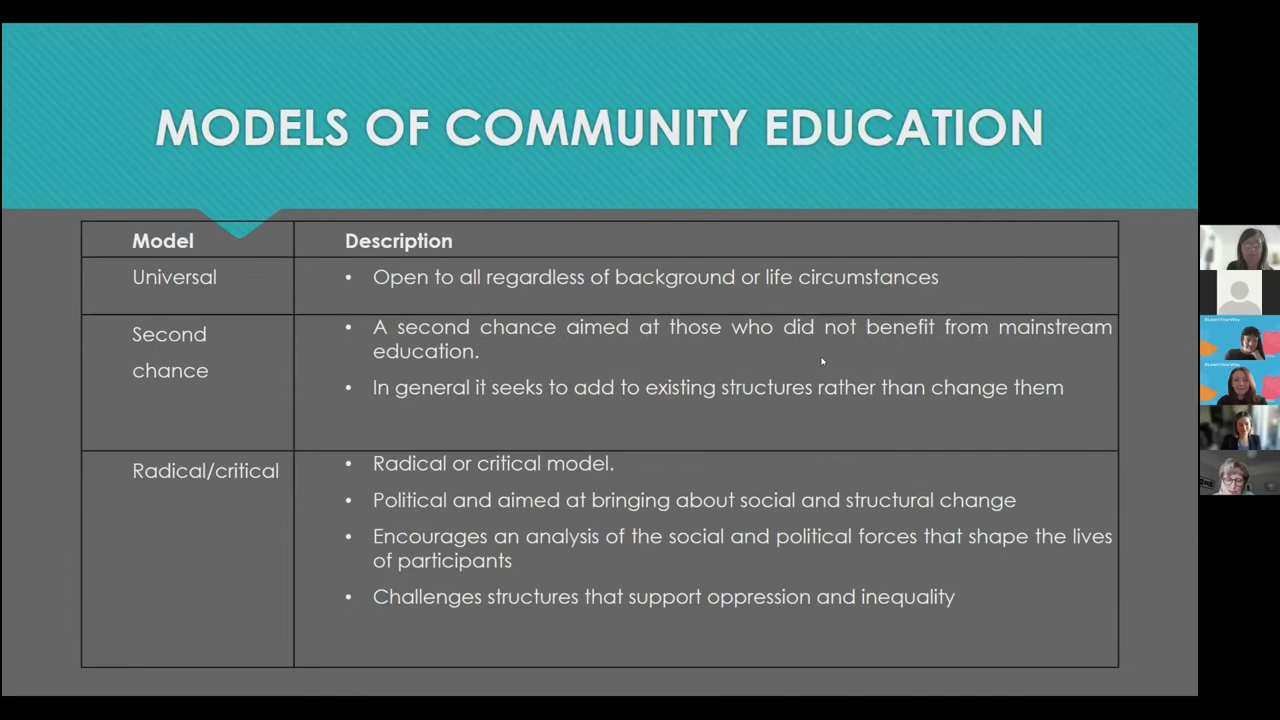 MODELS OF COMMUNITY EDUCATION
Model
Description
Universal
• Open to all regardless of background or life circumstances
Second
chance
• A second chance aimed at those who did not benefit from mainstream
education.
• In general it seeks to add to existing structures rather than change them
Radical/critical
• Radical or critical model.
• Political and aimed at bringing about social and structural change
• Encourages an analysis of the social and political forces that shape the lives
of participants
• Challenges structures that support oppression and inequality
#LearnYourWay
#LearnYourWay